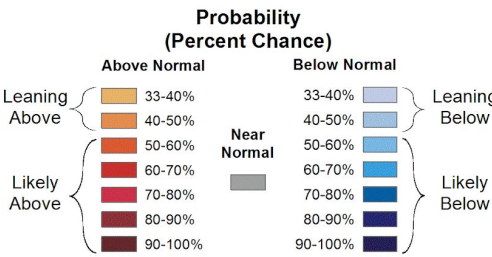 Probability
(Percent Chance)
Above Normal
Below Normal
Leaning
Above
33-40%
40-50%
Likely
Above
50-60%
60-70%
70-80%
80-90%
90-100%
Near
Normal
33-40%
40-50%
Leaning
Below
50-60%
60-70%
70-80%
80-90%
90-100%
Likely
Below